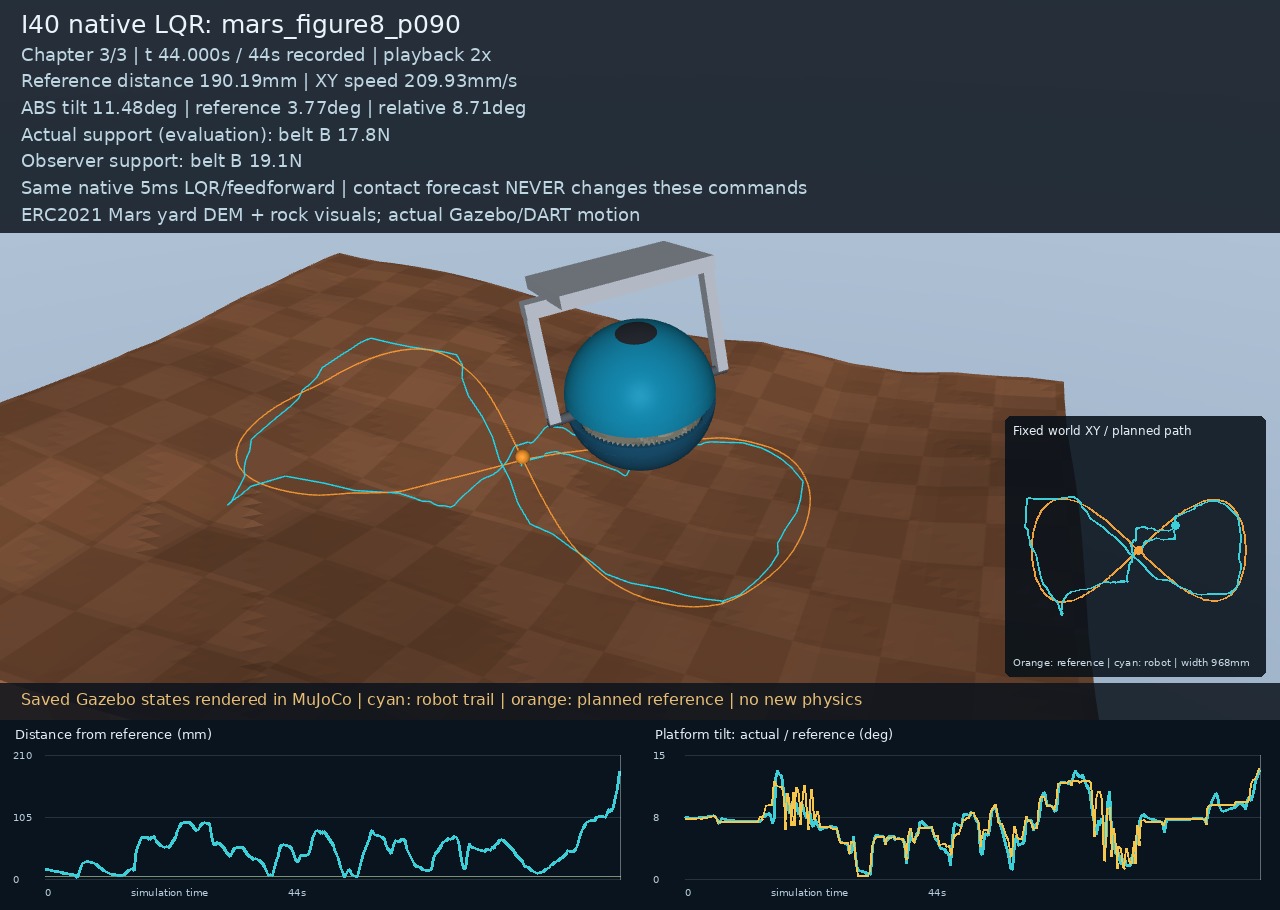 I40 native LQR: mars_figure8_p090
Chapter 3/3 | t 44.000s / 44s recorded | playback 2x
Reference distance 190.19mm | XY speed 209.93mm/s
ABS tilt 11.48deg | reference 3.77deg | relative 8.71deg
Actual support (evaluation): belt B 17.8N
Observer support: belt B 19.1N
Same native 5ms LQR/feedforward | contact forecast NEVER changes these commands
ERC2021 Mars yard DEM + rock visuals; actual Gazebo/DART motion
Fixed world XY / planned path
Orange: reference | cyan: robot | width 968mm
Saved Gazebo states rendered in MuJoCo | cyan: robot trail | orange: planned reference | no new physics
Distance from reference (mm)
210
105
0
0 simulation time 44s
Platform tilt: actual / reference (deg)
15
8
0
0 simulation time 44s